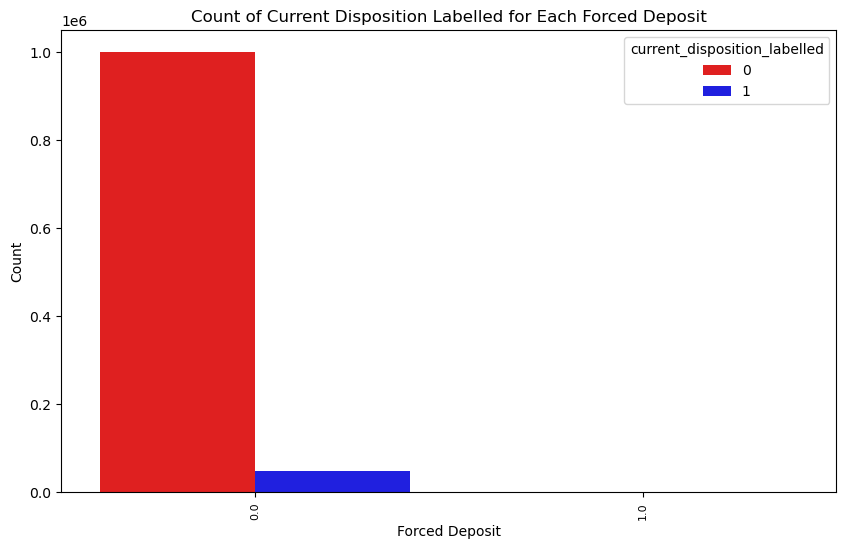 Count of Current Disposition Labelled for Each Forced Deposit
1e6
current_disposition_labelled
0
1
1.0
0.8
0.6
0.4
0.2
0.0
Count
0.0
1.0
Forced Deposit